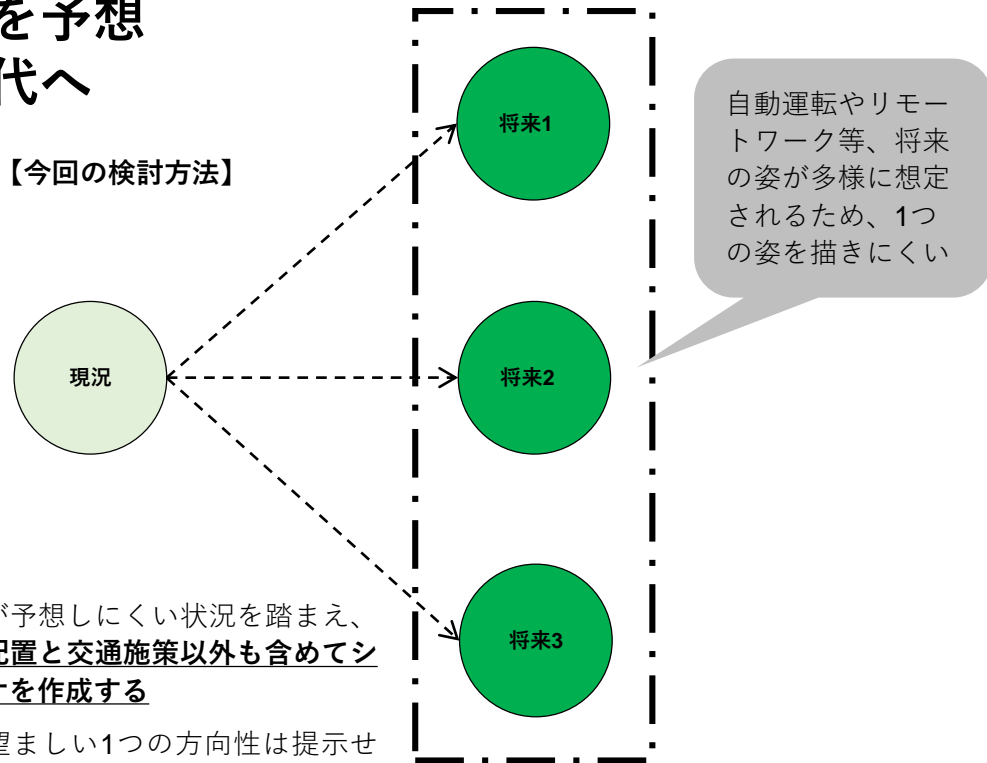 を予想
代へ
【今回の検討方法】
将来1
自動運転やリモー
トワーク等、将来
の姿が多様に想定
されるため、1つ
の姿を描きにくい
現況
将来2
将来3
が予想しにくい状況を踏まえ、
配置と交通施策以外も含めてシ
を作成する
望ましい1つの方向性は提示せ